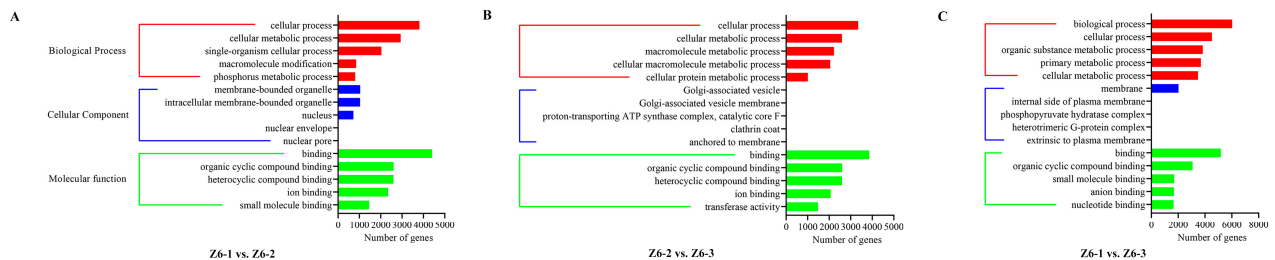 A
Biological Process
cellular process
cellular metabolic process
single-organism cellular process
macromolecule modification
phosphorus metabolic process
Cellular Component
membrane-bounded organelle
intracellular membrane-bounded organelle
nucleus
nuclear envelope
nuclear pore
Molecular function
binding
organic cyclic compound binding
heterocyclic compound binding
ion binding
small molecule binding
0 1000 2000 3000 4000 5000
Number of genes
Z6-1 vs. Z6-2
B
cellular process
cellular metabolic process
macromolecule metabolic process
cellular macromolecule metabolic process
cellular protein metabolic process
Golgi-associated vesicle
Golgi-associated vesicle membrane
proton-transporting ATP synthase complex, catalytic core F
clathrin coat
anchored to membrane
binding
organic cyclic compound binding
heterocyclic compound binding
ion binding
transferase activity
0 1000 2000 3000 4000 5000
Number of genes
Z6-2 vs. Z6-3
C
biological process
cellular process
organic substance metabolic process
primary metabolic process
cellular metabolic process
membrane
internal side of plasma membrane
phosphopyruvate hydratase complex
heterotrimeric G-protein complex
extrinsic to plasma membrane
binding
organic cyclic compound binding
small molecule binding
anion binding
nucleotide binding
0 2000 4000 6000 8000
Number of genes
Z6-1 vs. Z6-3